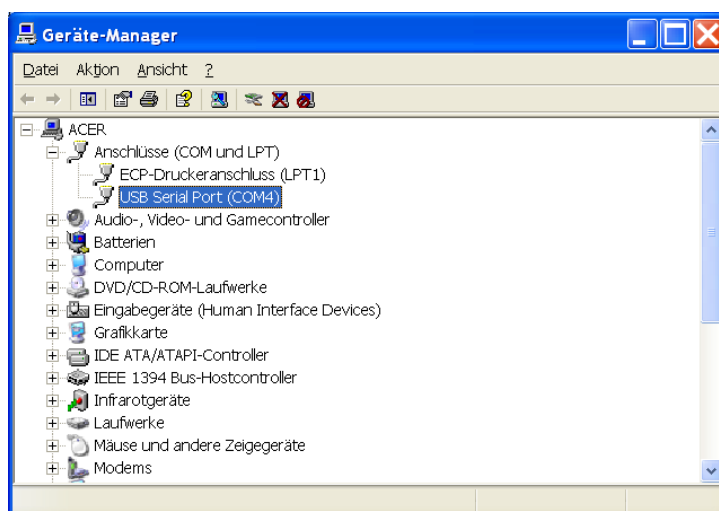 Geräte-Manager
Datei Aktion Ansicht ?
ACER
Anschlüsse (COM und LPT)
ECP-Druckeranschluss (LPT1)
USB Serial Port (COM4)
Audio-, Video- und Gamecontroller
Batterien
Computer
DVD/CD-ROM-Laufwerke
Eingabegeräte (Human Interface Devices)
Grafikkarte
IDE ATA/ATAPI-Controller
IEEE 1394 Bus-Hostcontroller
Infrarotgeräte
Laufwerke
Mäuse und andere Zeigegeräte
Modems